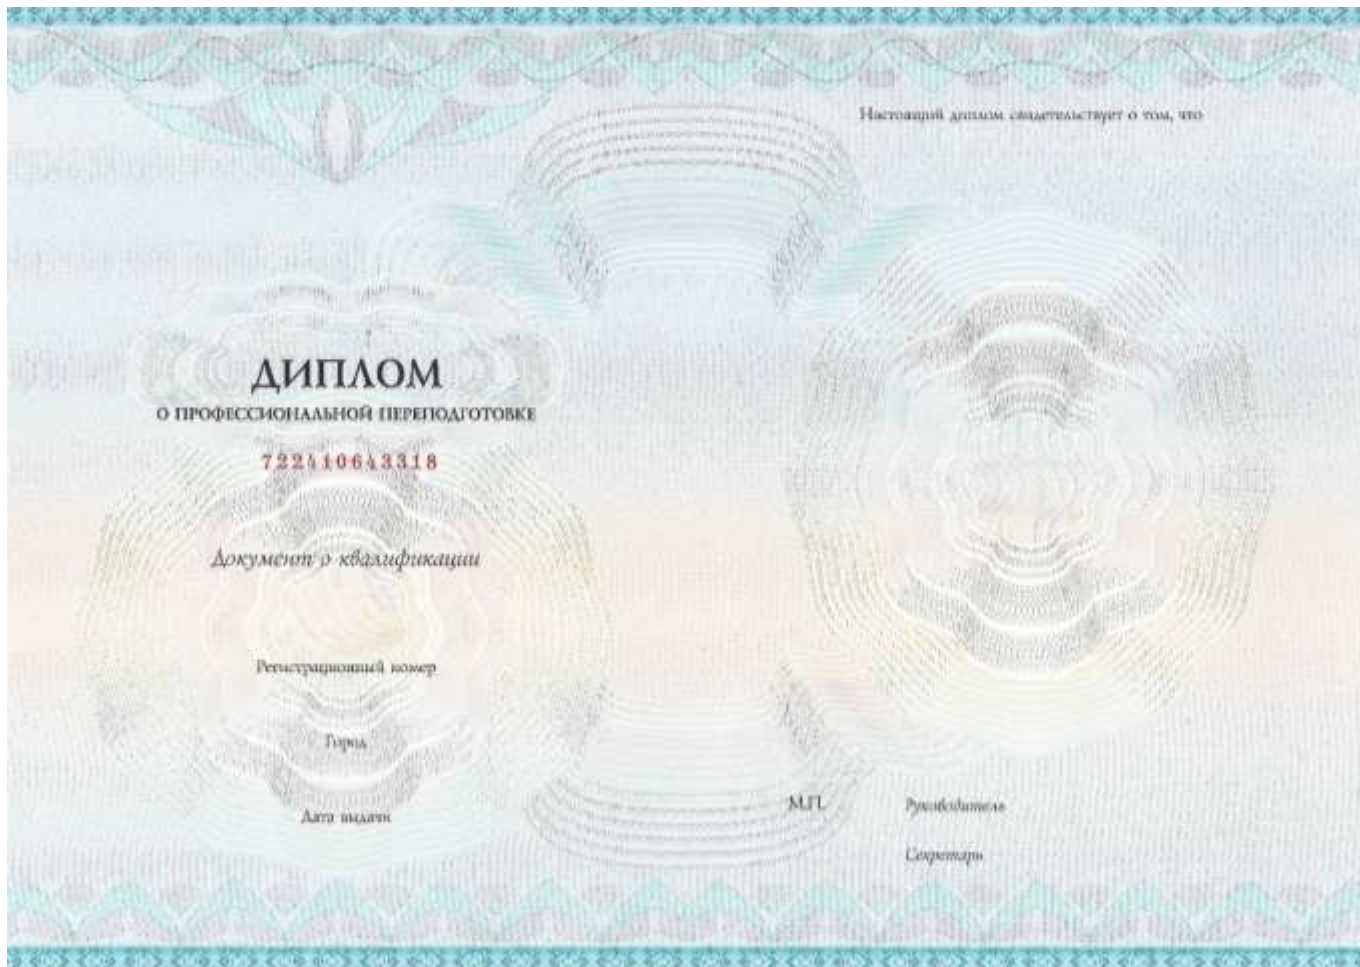 Настоящий диплом свидетельствует о том, что
ДИПЛОМ
О ПРОФЕССИОНАЛЬНОЙ ПЕРЕПОДГОТОВКЕ
722410643318
Документ о квалификации
Регистрационный номер
Город
Дата выдачи
М.П.
Руководитель
Секретарь